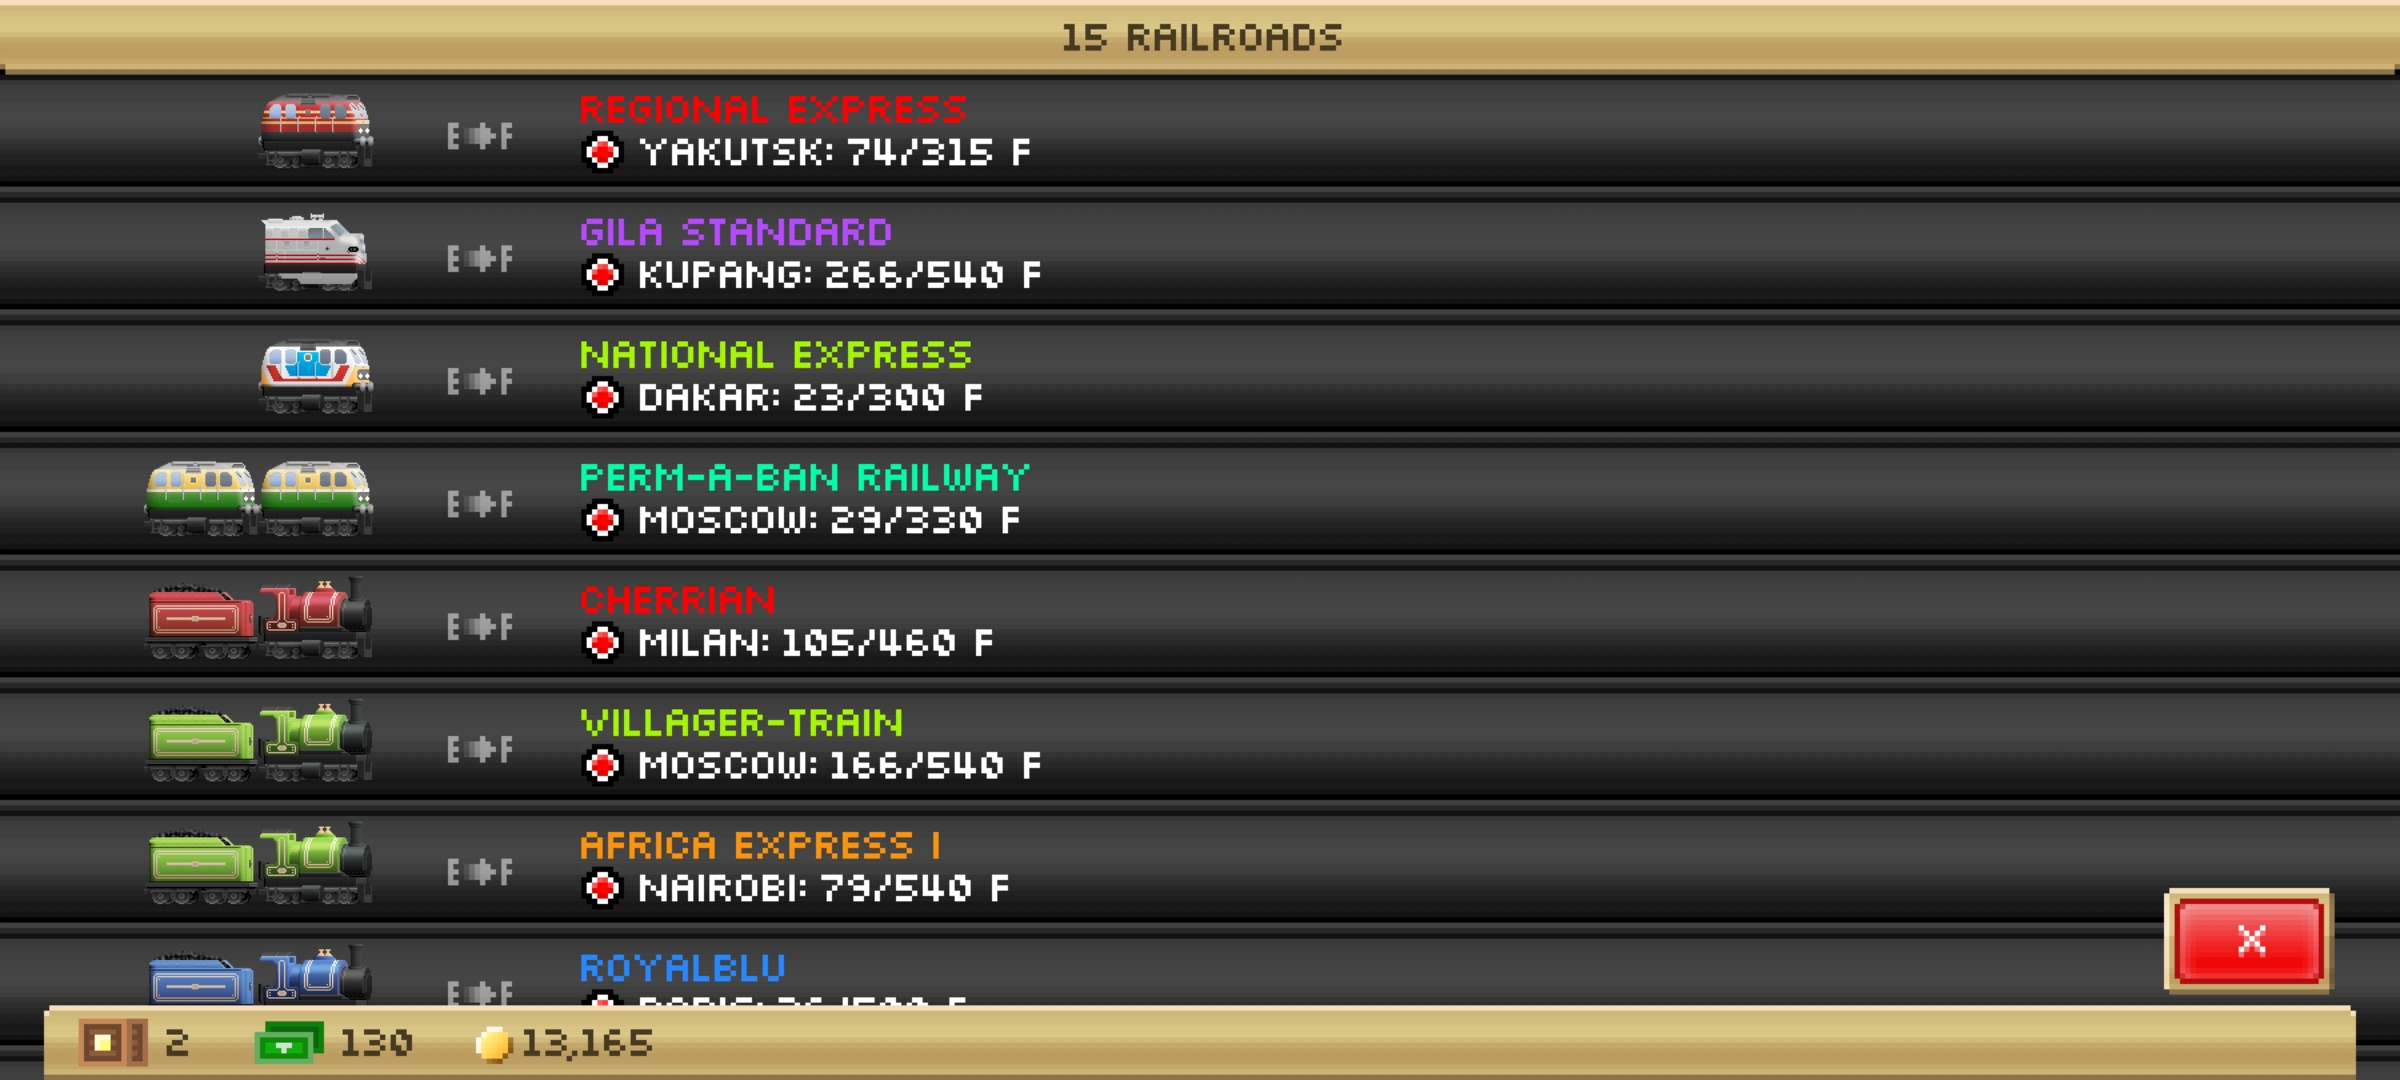 15 RAILROADS
E F
REGIONAL EXPRESS
YAKUTSK: 74/315 F
E F
GILA STANDARD
KUPANG: 266/540 F
E F
NATIONAL EXPRESS
DAKAR: 23/300 F
E F
PERM-A-BAN RAILWAY
MOSCOW: 29/330 F
E F
CHERRIAN
MILAN: 105/460 F
E F
VILLAGER-TRAIN
MOSCOW: 166/540 F
E F
AFRICA EXPRESS I
NAIROBI: 79/540 F
E F
ROYALBLU
X
2 130 13,165